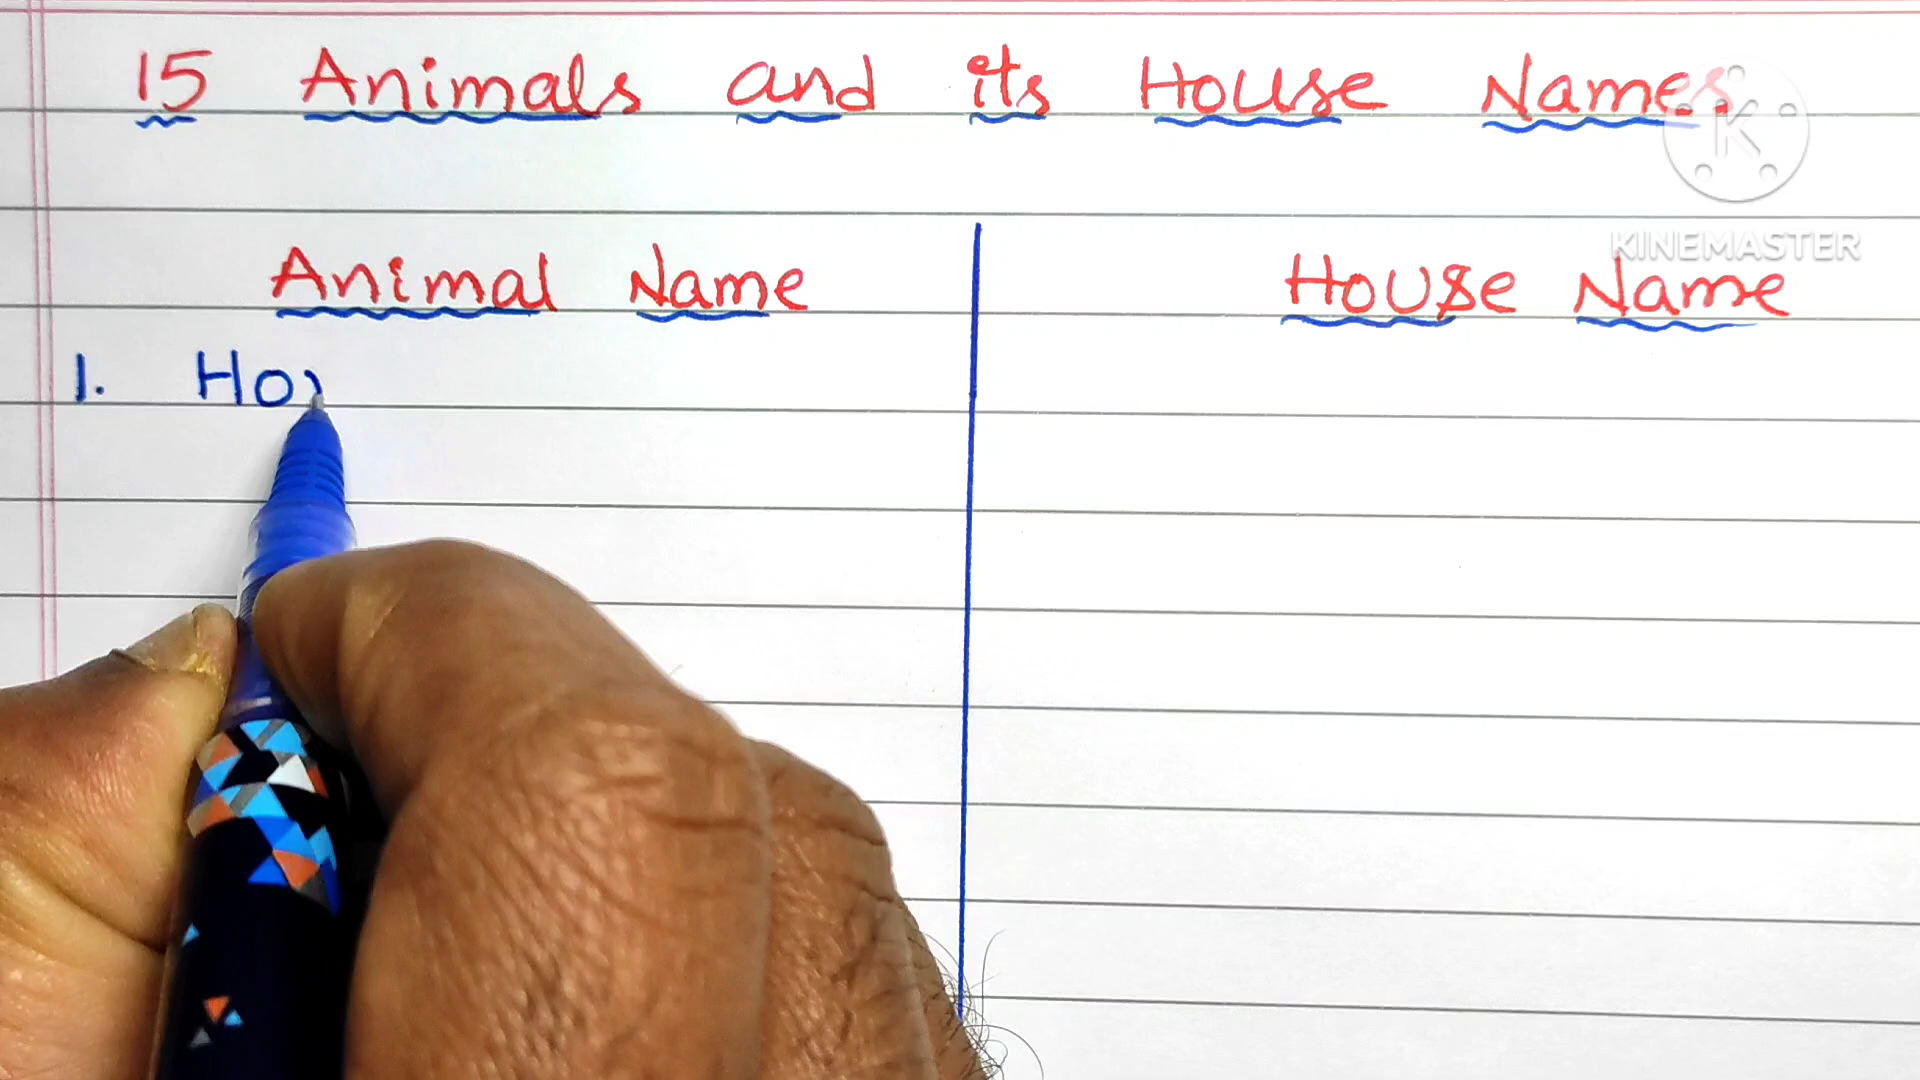 15 Animals and its House Names
KINEMASTER
Animal Name House Name
1. Ho